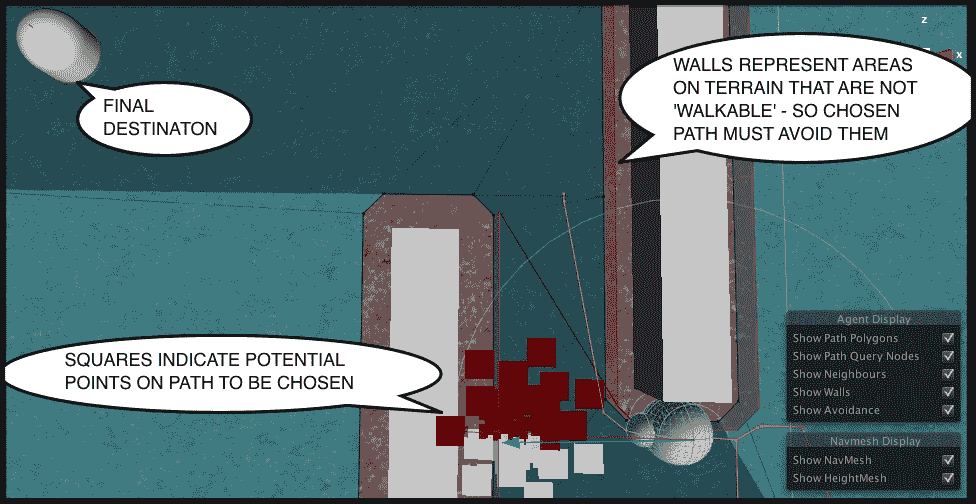 z
x
FINAL
DESTINATON
WALLS REPRESENT AREAS
ON TERRAIN THAT ARE NOT
'WALKABLE' - SO CHOSEN
PATH MUST AVOID THEM
SQUARES INDICATE POTENTIAL
POINTS ON PATH TO BE CHOSEN
Agent Display
Show Path Polygons
Show Path Query Nodes
Show Neighbours
Show Walls
Show Avoidance
Navmesh Display
Show NavMesh
Show HeightMesh